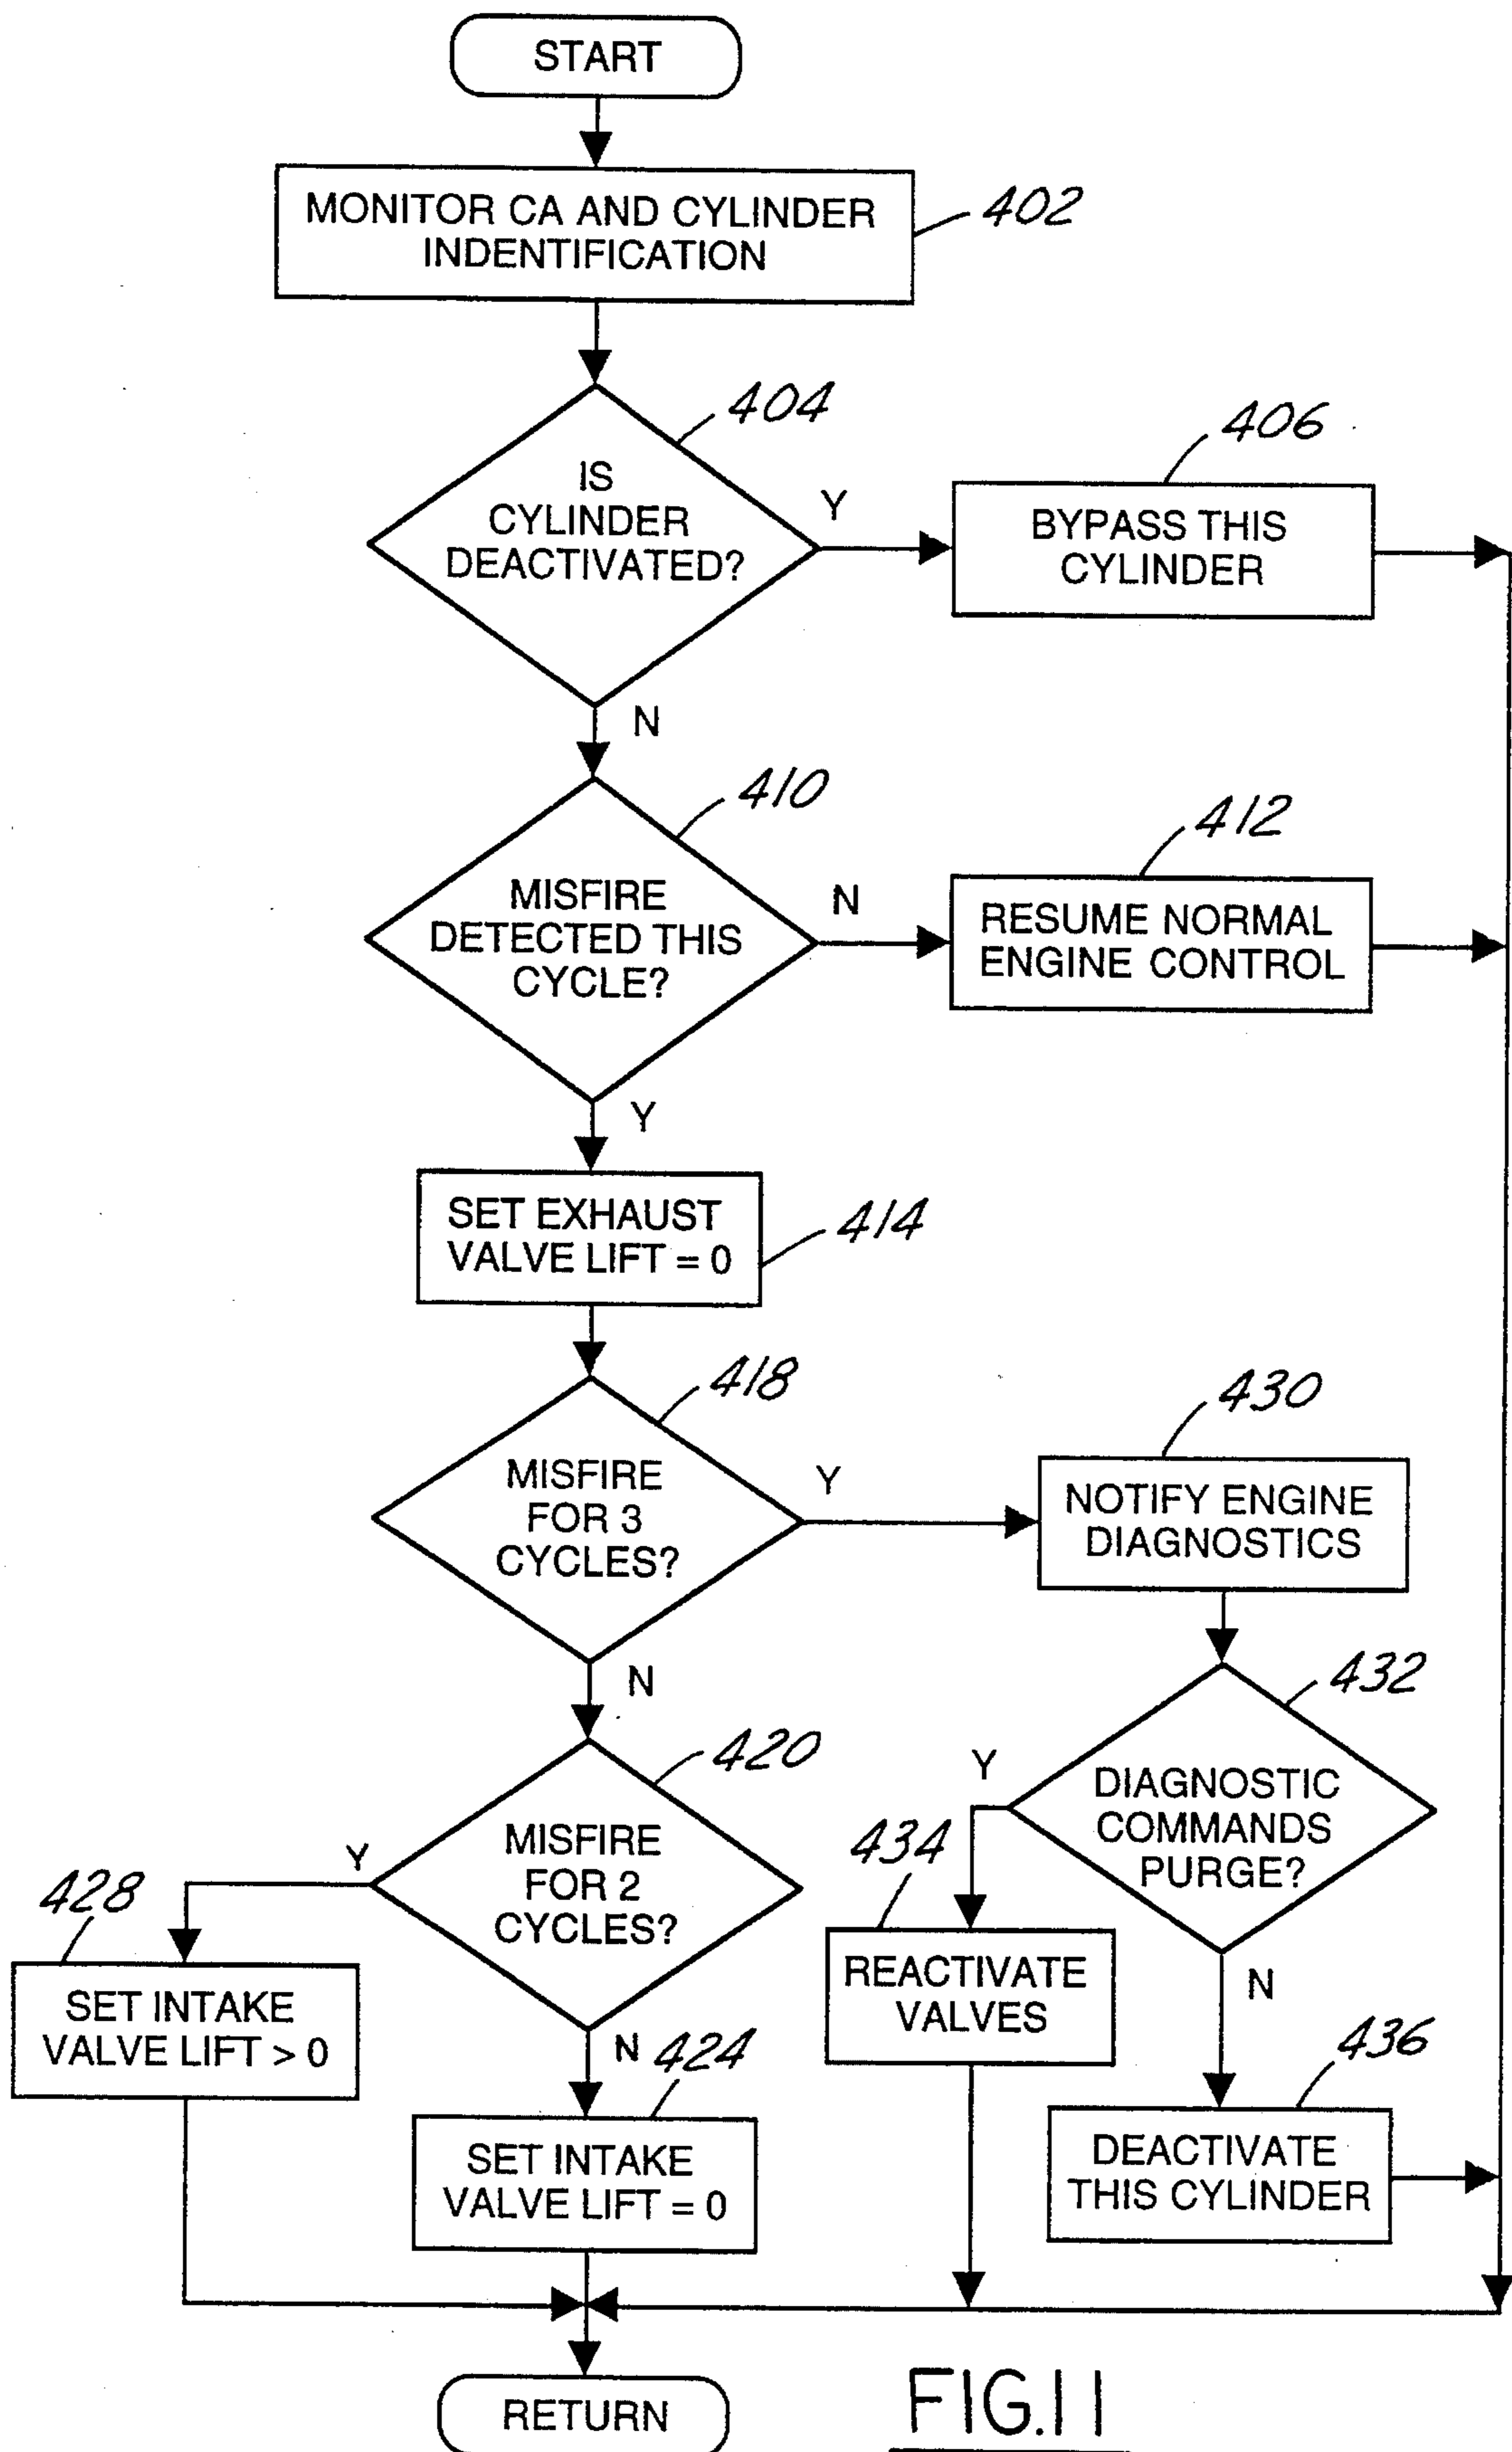 START
MONITOR CA AND CYLINDER
INDENTIFICATION
402
404
IS
CYLINDER
DEACTIVATED?
Y
406
BYPASS THIS
CYLINDER
N
410
MISFIRE
DETECTED THIS
CYCLE?
N
412
RESUME NORMAL
ENGINE CONTROL
Y
SET EXHAUST
VALVE LIFT = 0
414
418
MISFIRE
FOR 3
CYCLES?
Y
430
NOTIFY ENGINE
DIAGNOSTICS
N
420
MISFIRE
FOR 2
CYCLES?
Y
428
SET INTAKE
VALVE LIFT > 0
N
424
SET INTAKE
VALVE LIFT = 0
432
DIAGNOSTIC
COMMANDS
PURGE?
Y
434
REACTIVATE
VALVES
N
436
DEACTIVATE
THIS CYLINDER
RETURN
FIG.11